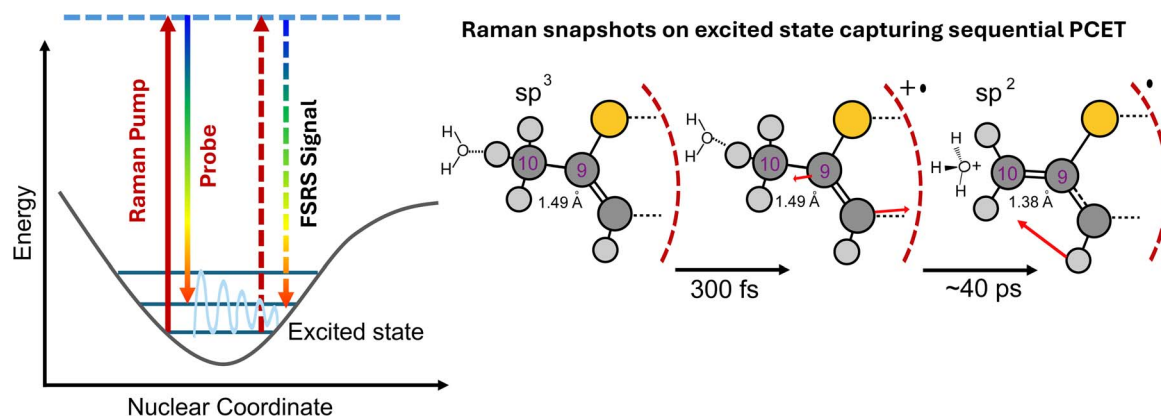 Energy
Raman Pump
Probe
FSRS Signal
Excited state
Nuclear Coordinate
Raman snapshots on excited state capturing sequential PCET
sp³
H
O
H
10
9
1.49 Å
300 fs
+•
H
O
H
10
9
1.49 Å
~40 ps
sp²
•
H
H
O+
H
10
9
1.38 Å